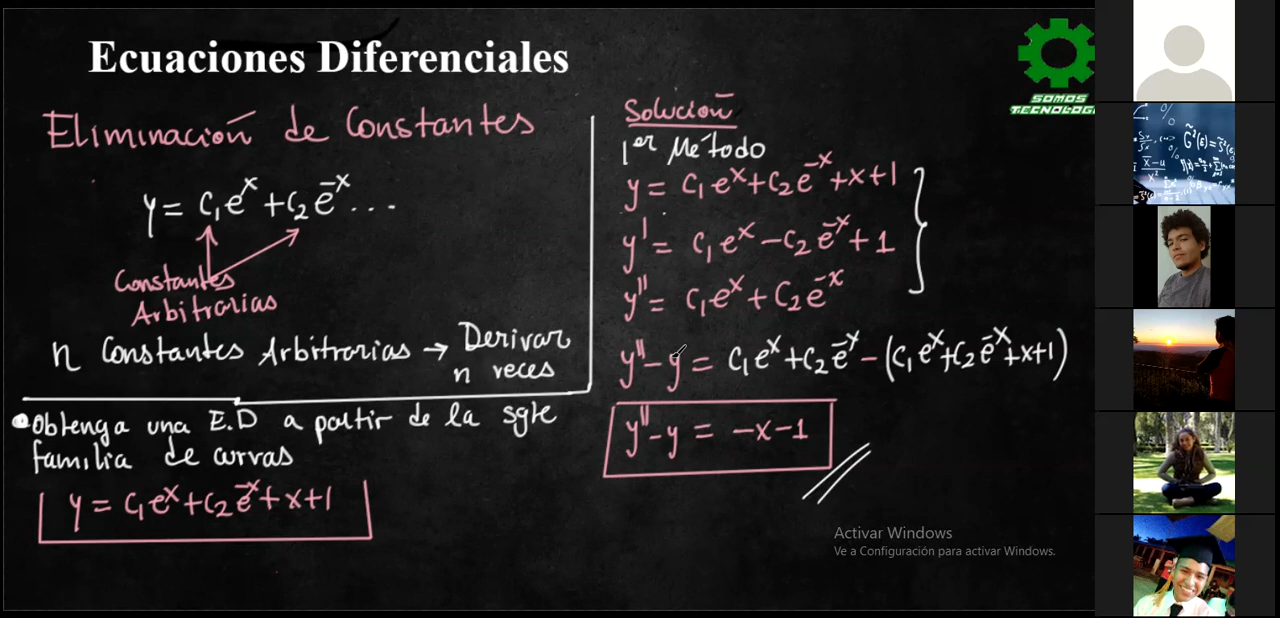 Ecuaciones Diferenciales
Eliminación de Constantes
y = c₁eˣ + c₂e⁻ˣ ...
Constantes
Arbitrarias
n Constantes Arbitrarias → Derivar
n veces
Obtenga una E.D a partir de la sgte
familia de curvas
y = c₁eˣ + c₂e⁻ˣ + x + 1
SOMOS
TECNOLOG
Solución
1er Método
y = c₁eˣ + c₂e⁻ˣ + x + 1
y' = c₁eˣ - c₂e⁻ˣ + 1
y'' = c₁eˣ + c₂e⁻ˣ
y'' - y = c₁eˣ + c₂e⁻ˣ - (c₁eˣ + c₂e⁻ˣ + x + 1)
y'' - y = -x - 1
Activar Windows
Ve a Configuración para activar Windows.